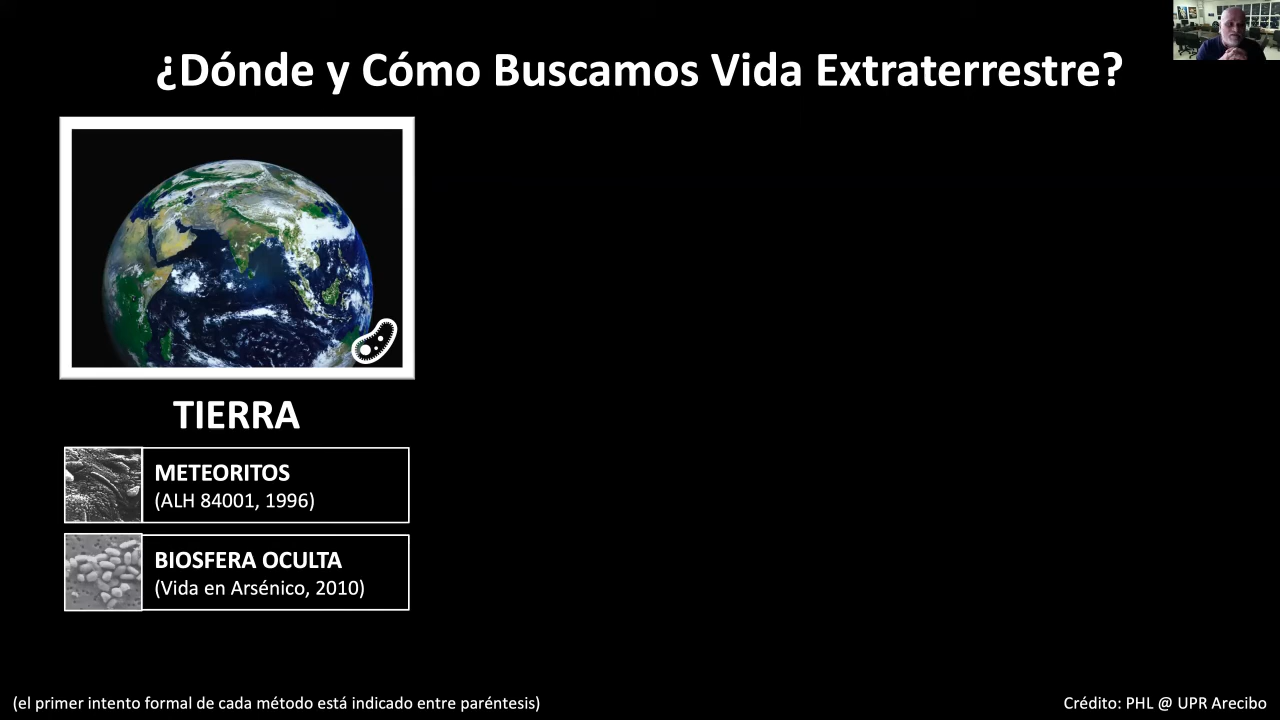 ¿Dónde y Cómo Buscamos Vida Extraterrestre?
TIERRA
METEORITOS
(ALH 84001, 1996)
BIOSFERA OCULTA
(Vida en Arsénico, 2010)
(el primer intento formal de cada método está indicado entre paréntesis)
Crédito: PHL @ UPR Arecibo